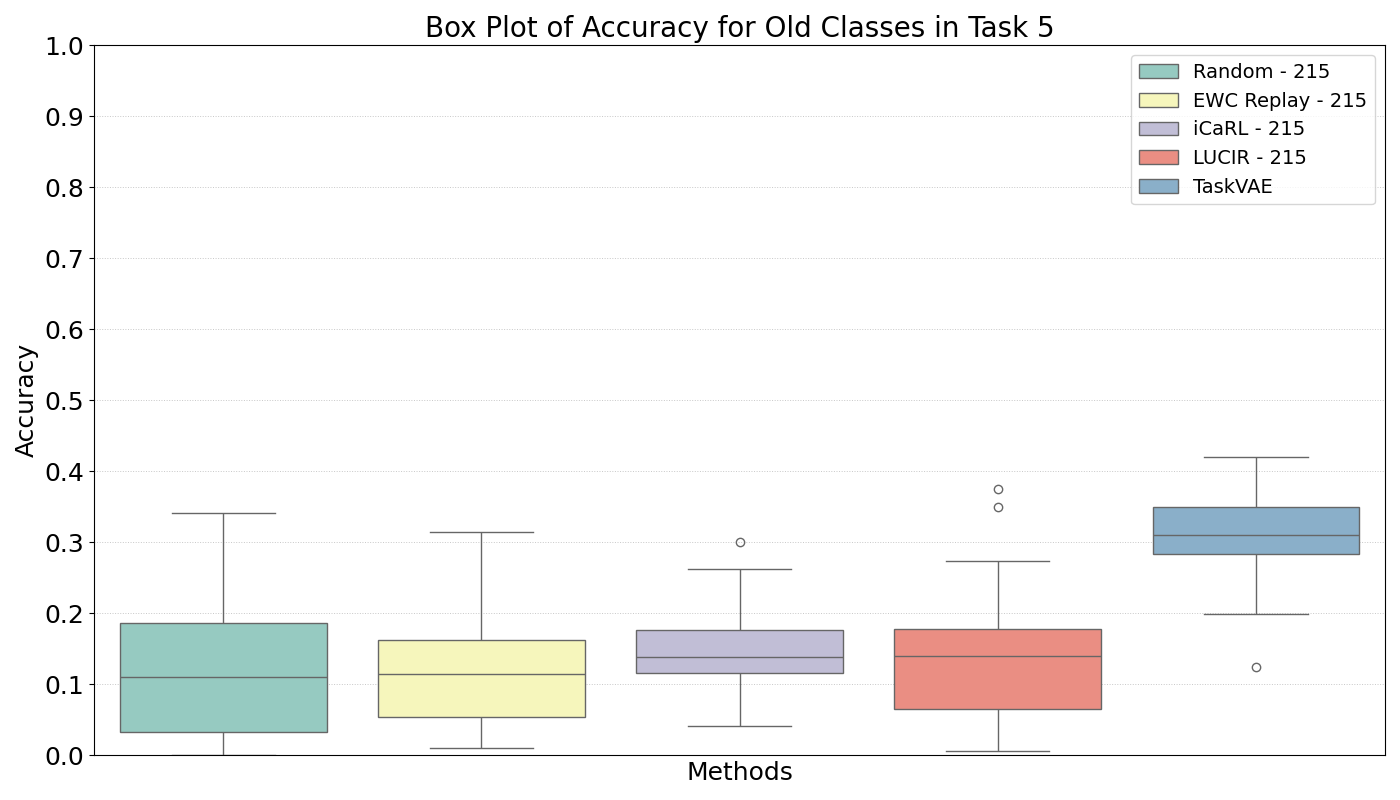 Box Plot of Accuracy for Old Classes in Task 5
1.0
0.9
0.8
0.7
0.6
0.5
0.4
0.3
0.2
0.1
0.0
Accuracy
Methods
Random - 215
EWC Replay - 215
iCaRL - 215
LUCIR - 215
TaskVAE